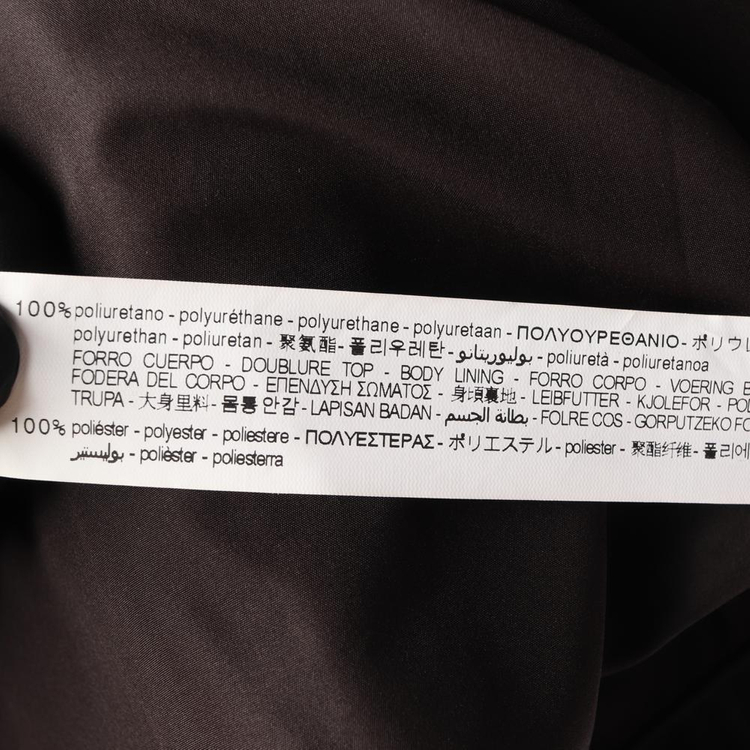 100% poliuretano - polyuréthane - polyurethane - polyuretaan - ΠΟΛΥΟΥΡΕΘΑΝΙΟ - ポリウ
polyurethan - poliuretan - 聚氨酯 - 폴리우레탄 - بوليوريتانو - poliuretà - poliuretanoa
FORRO CUERPO - DOUBLURE TOP - BODY LINING - FORRO CORPO - VOERING
FODERA DEL CORPO - ΕΠΕΝΔΥΣΗ ΣΩΜΑΤΟΣ - 身頃裏地 - LEIBFUTTER - KJOLEFOR -
TRUPA - 大身里料 - 몸통 안감 - LAPISAN BADAN - بطانة الجسم - FOLRE COS - GORPUTZEKO
100% poliéster - polyester - poliestere - ΠΟΛΥΕΣΤΕΡΑΣ - ポリエステル - poliester - 聚酯纤维 - 폴리에
بوليستير - polièster - poliesterra